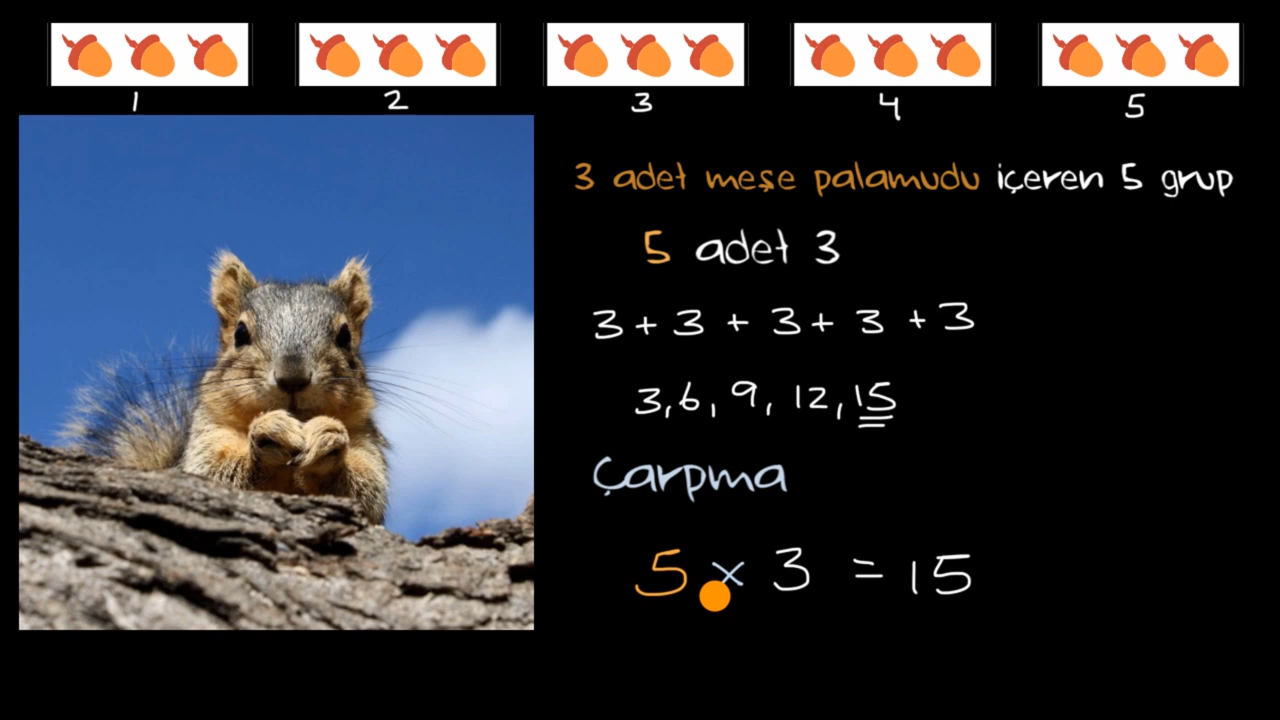 1 2 3 4 5
3 adet meşe palamudu içeren 5 grup
5 adet 3
3 + 3 + 3 + 3 + 3
3, 6, 9, 12, 15
Çarpma
5 × 3 = 15